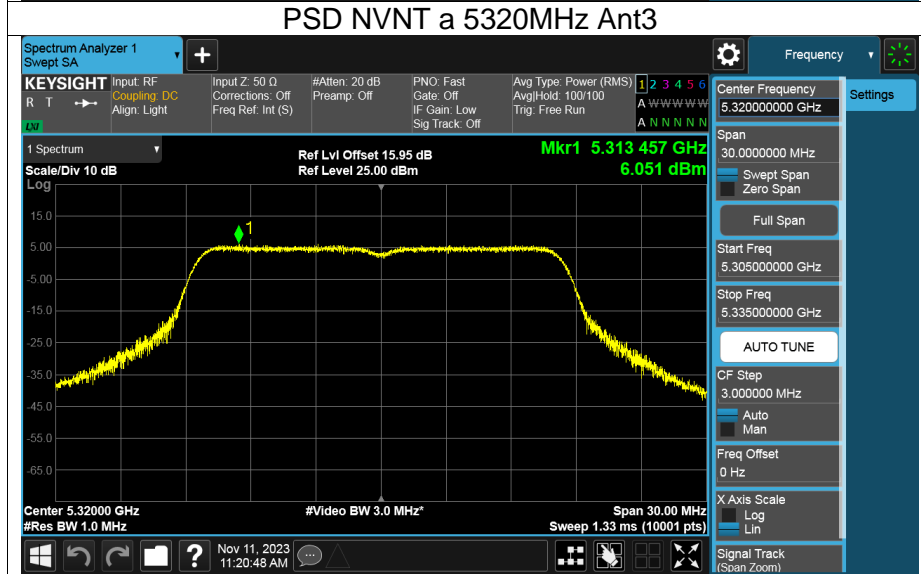 PSD NVNT a 5320MHz Ant3
Spectrum Analyzer 1
Swept SA
+
Frequency
KEYSIGHT
R T
LXI
Input: RF
Coupling: DC
Align: Light
Input Z: 50 Ω
Corrections: Off
Freq Ref: Int (S)
#Atten: 20 dB
Preamp: Off
PNO: Fast
Gate: Off
IF Gain: Low
Sig Track: Off
Avg Type: Power (RMS)
Avg|Hold: 100/100
Trig: Free Run
1 2 3 4 5 6
A W W W W W
A N N N N N
1 Spectrum
Scale/Div 10 dB
Log
Ref Lvl Offset 15.95 dB
Ref Level 25.00 dBm
Mkr1 5.313 457 GHz
6.051 dBm
15.0
5.00
-5.00
-15.0
-25.0
-35.0
-45.0
-55.0
-65.0
1
Center 5.32000 GHz
#Res BW 1.0 MHz
#Video BW 3.0 MHz*
Span 30.00 MHz
Sweep 1.33 ms (10001 pts)
Center Frequency
5.320000000 GHz
Settings
Span
30.0000000 MHz
Swept Span
Zero Span
Full Span
Start Freq
5.305000000 GHz
Stop Freq
5.335000000 GHz
AUTO TUNE
CF Step
3.000000 MHz
Auto
Man
Freq Offset
0 Hz
X Axis Scale
Log
Lin
Signal Track
(Span Zoom)
?
Nov 11, 2023
11:20:48 AM